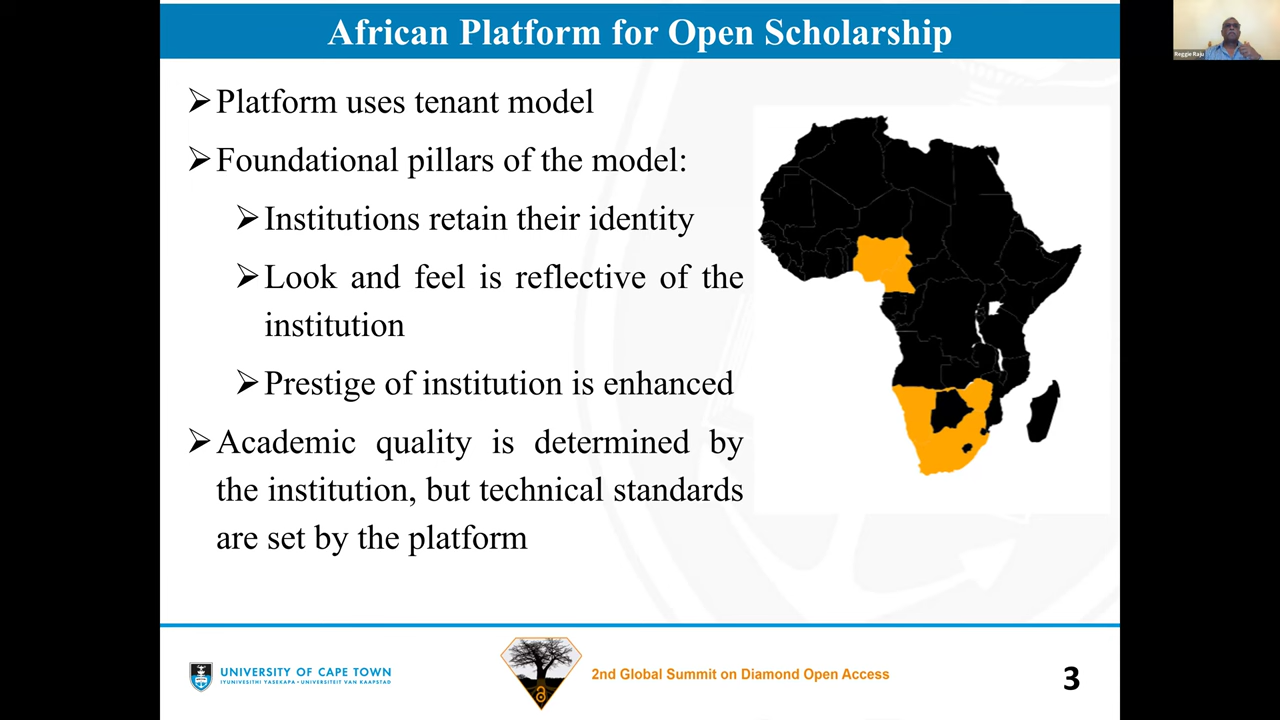 African Platform for Open Scholarship
Reggie Raju
➢Platform uses tenant model
➢Foundational pillars of the model:
➢Institutions retain their identity
➢Look and feel is reflective of the
institution
➢Prestige of institution is enhanced
➢Academic quality is determined by
the institution, but technical standards
are set by the platform
UNIVERSITY OF CAPE TOWN
IYUNIVESITHI YASEKAPA • UNIVERSITEIT VAN KAAPSTAD
2nd Global Summit on Diamond Open Access
3